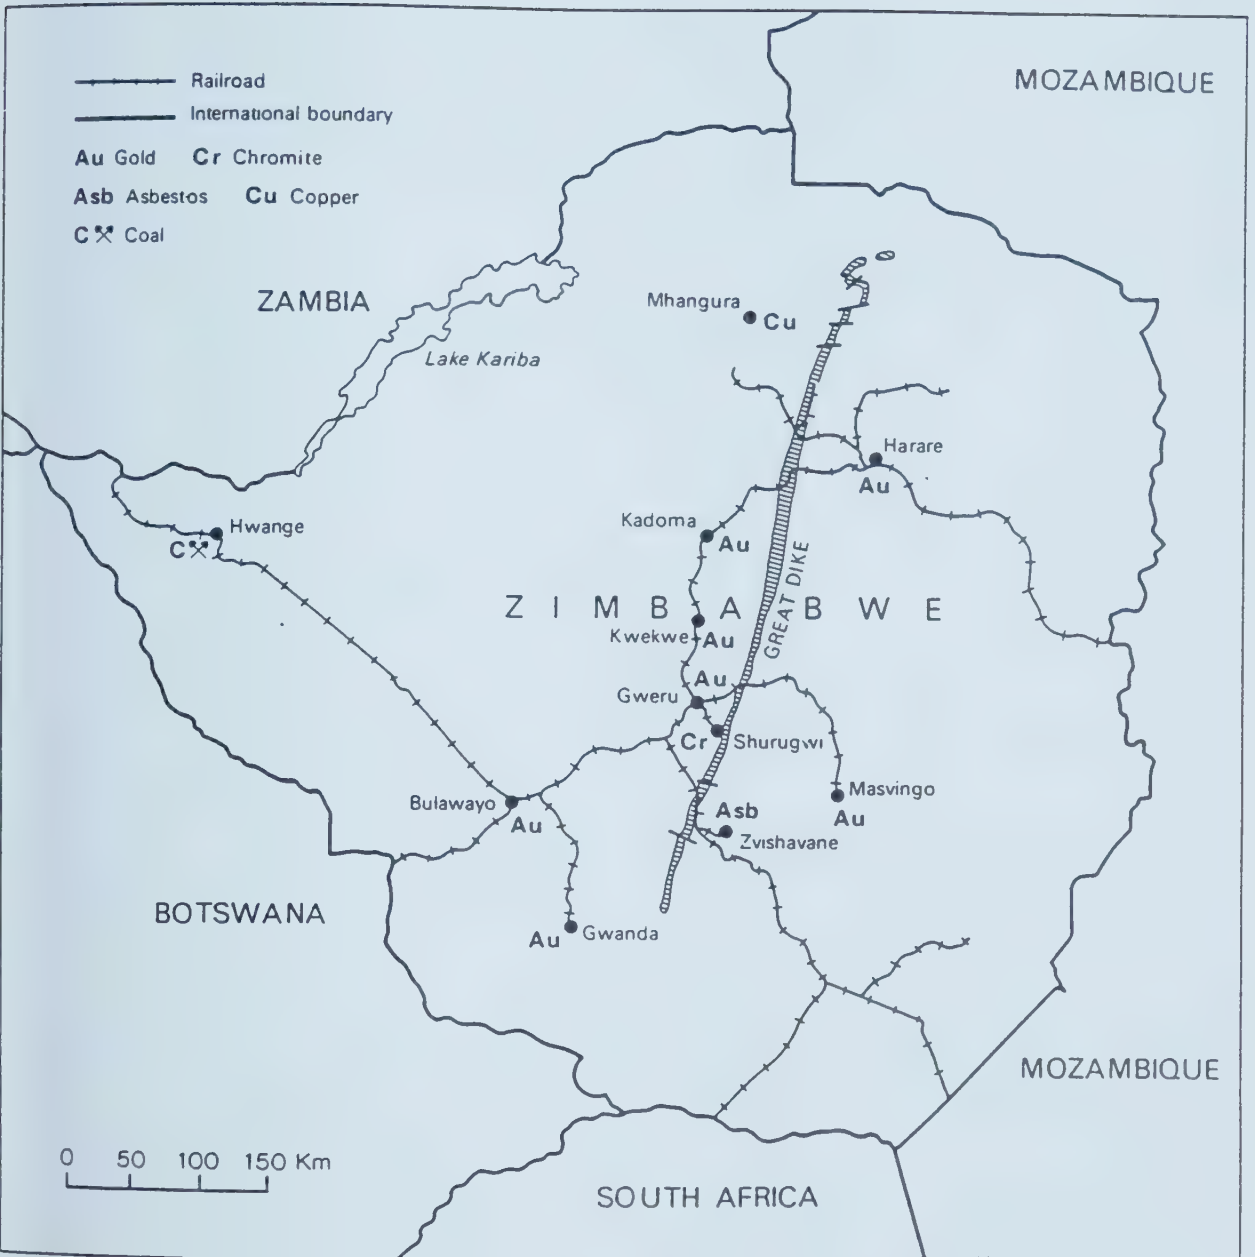 Railroad
International boundary
Au Gold Cr Chromite
Asb Asbestos Cu Copper
C Coal
MOZAMBIQUE
ZAMBIA
Lake Kariba
Mhangura
Cu
Harare
Au
Hwange
C
Kadoma
Au
ZIMBABWE
GREAT DIKE
Kwekwe
Au
Au
Gweru
Cr
Shurugwi
Bulawayo
Au
Masvingo
Au
Asb
Zvishavane
BOTSWANA
Au
Gwanda
MOZAMBIQUE
0 50 100 150 Km
SOUTH AFRICA